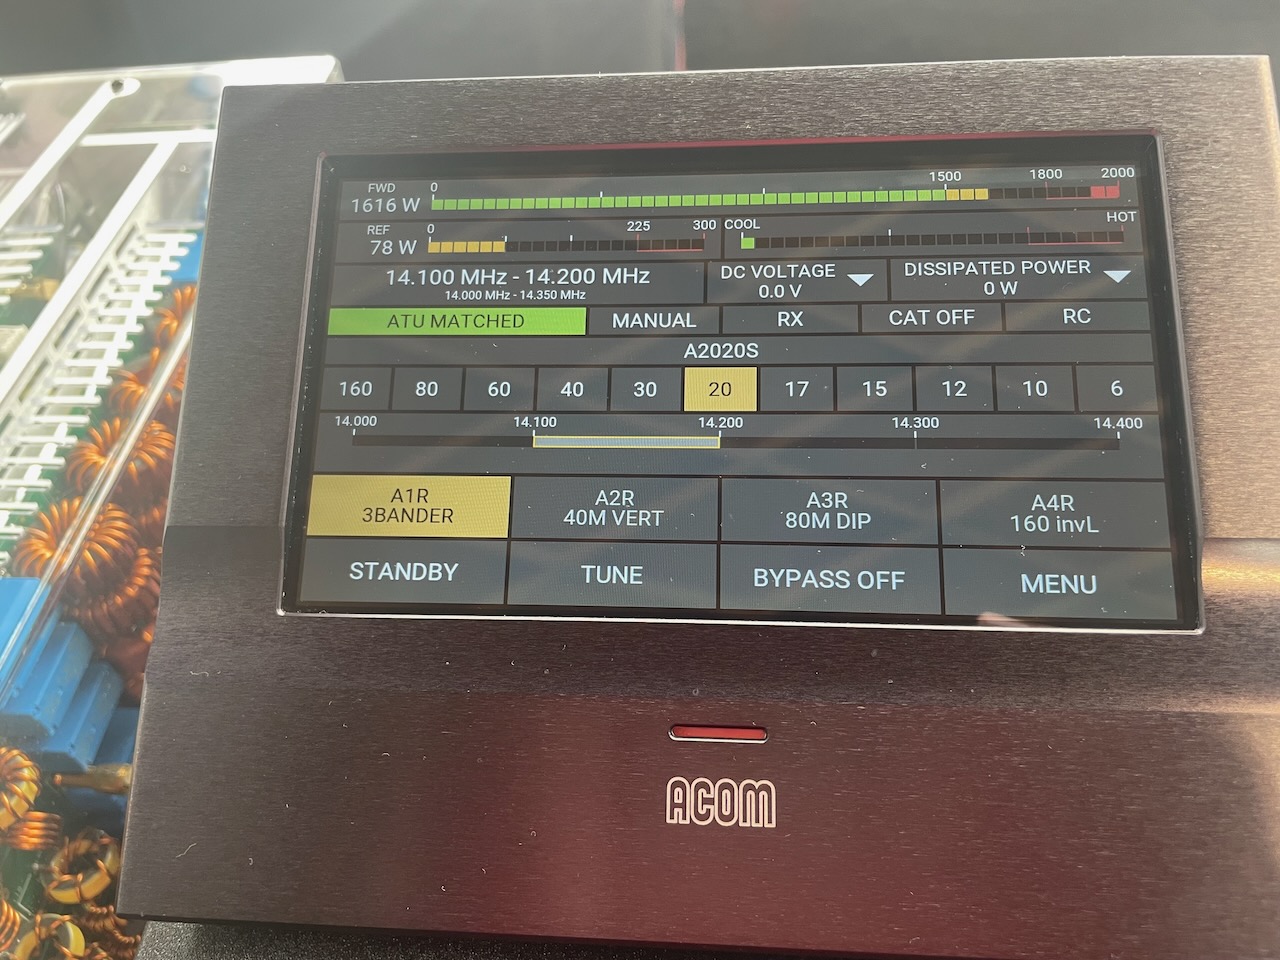 FWD
1616 W
0 1500 1800 2000
REF
78 W
0 225 300
COOL HOT
14.100 MHz - 14.200 MHz
14.000 MHz - 14.350 MHz
DC VOLTAGE
0.0 V
DISSIPATED POWER
0 W
ATU MATCHED MANUAL RX CAT OFF RC
A2020S
160 80 60 40 30 20 17 15 12 10 6
14.000 14.100 14.200 14.300 14.400
A1R
3BANDER
A2R
40M VERT
A3R
80M DIP
A4R
160 invL
STANDBY TUNE BYPASS OFF MENU
ACOM